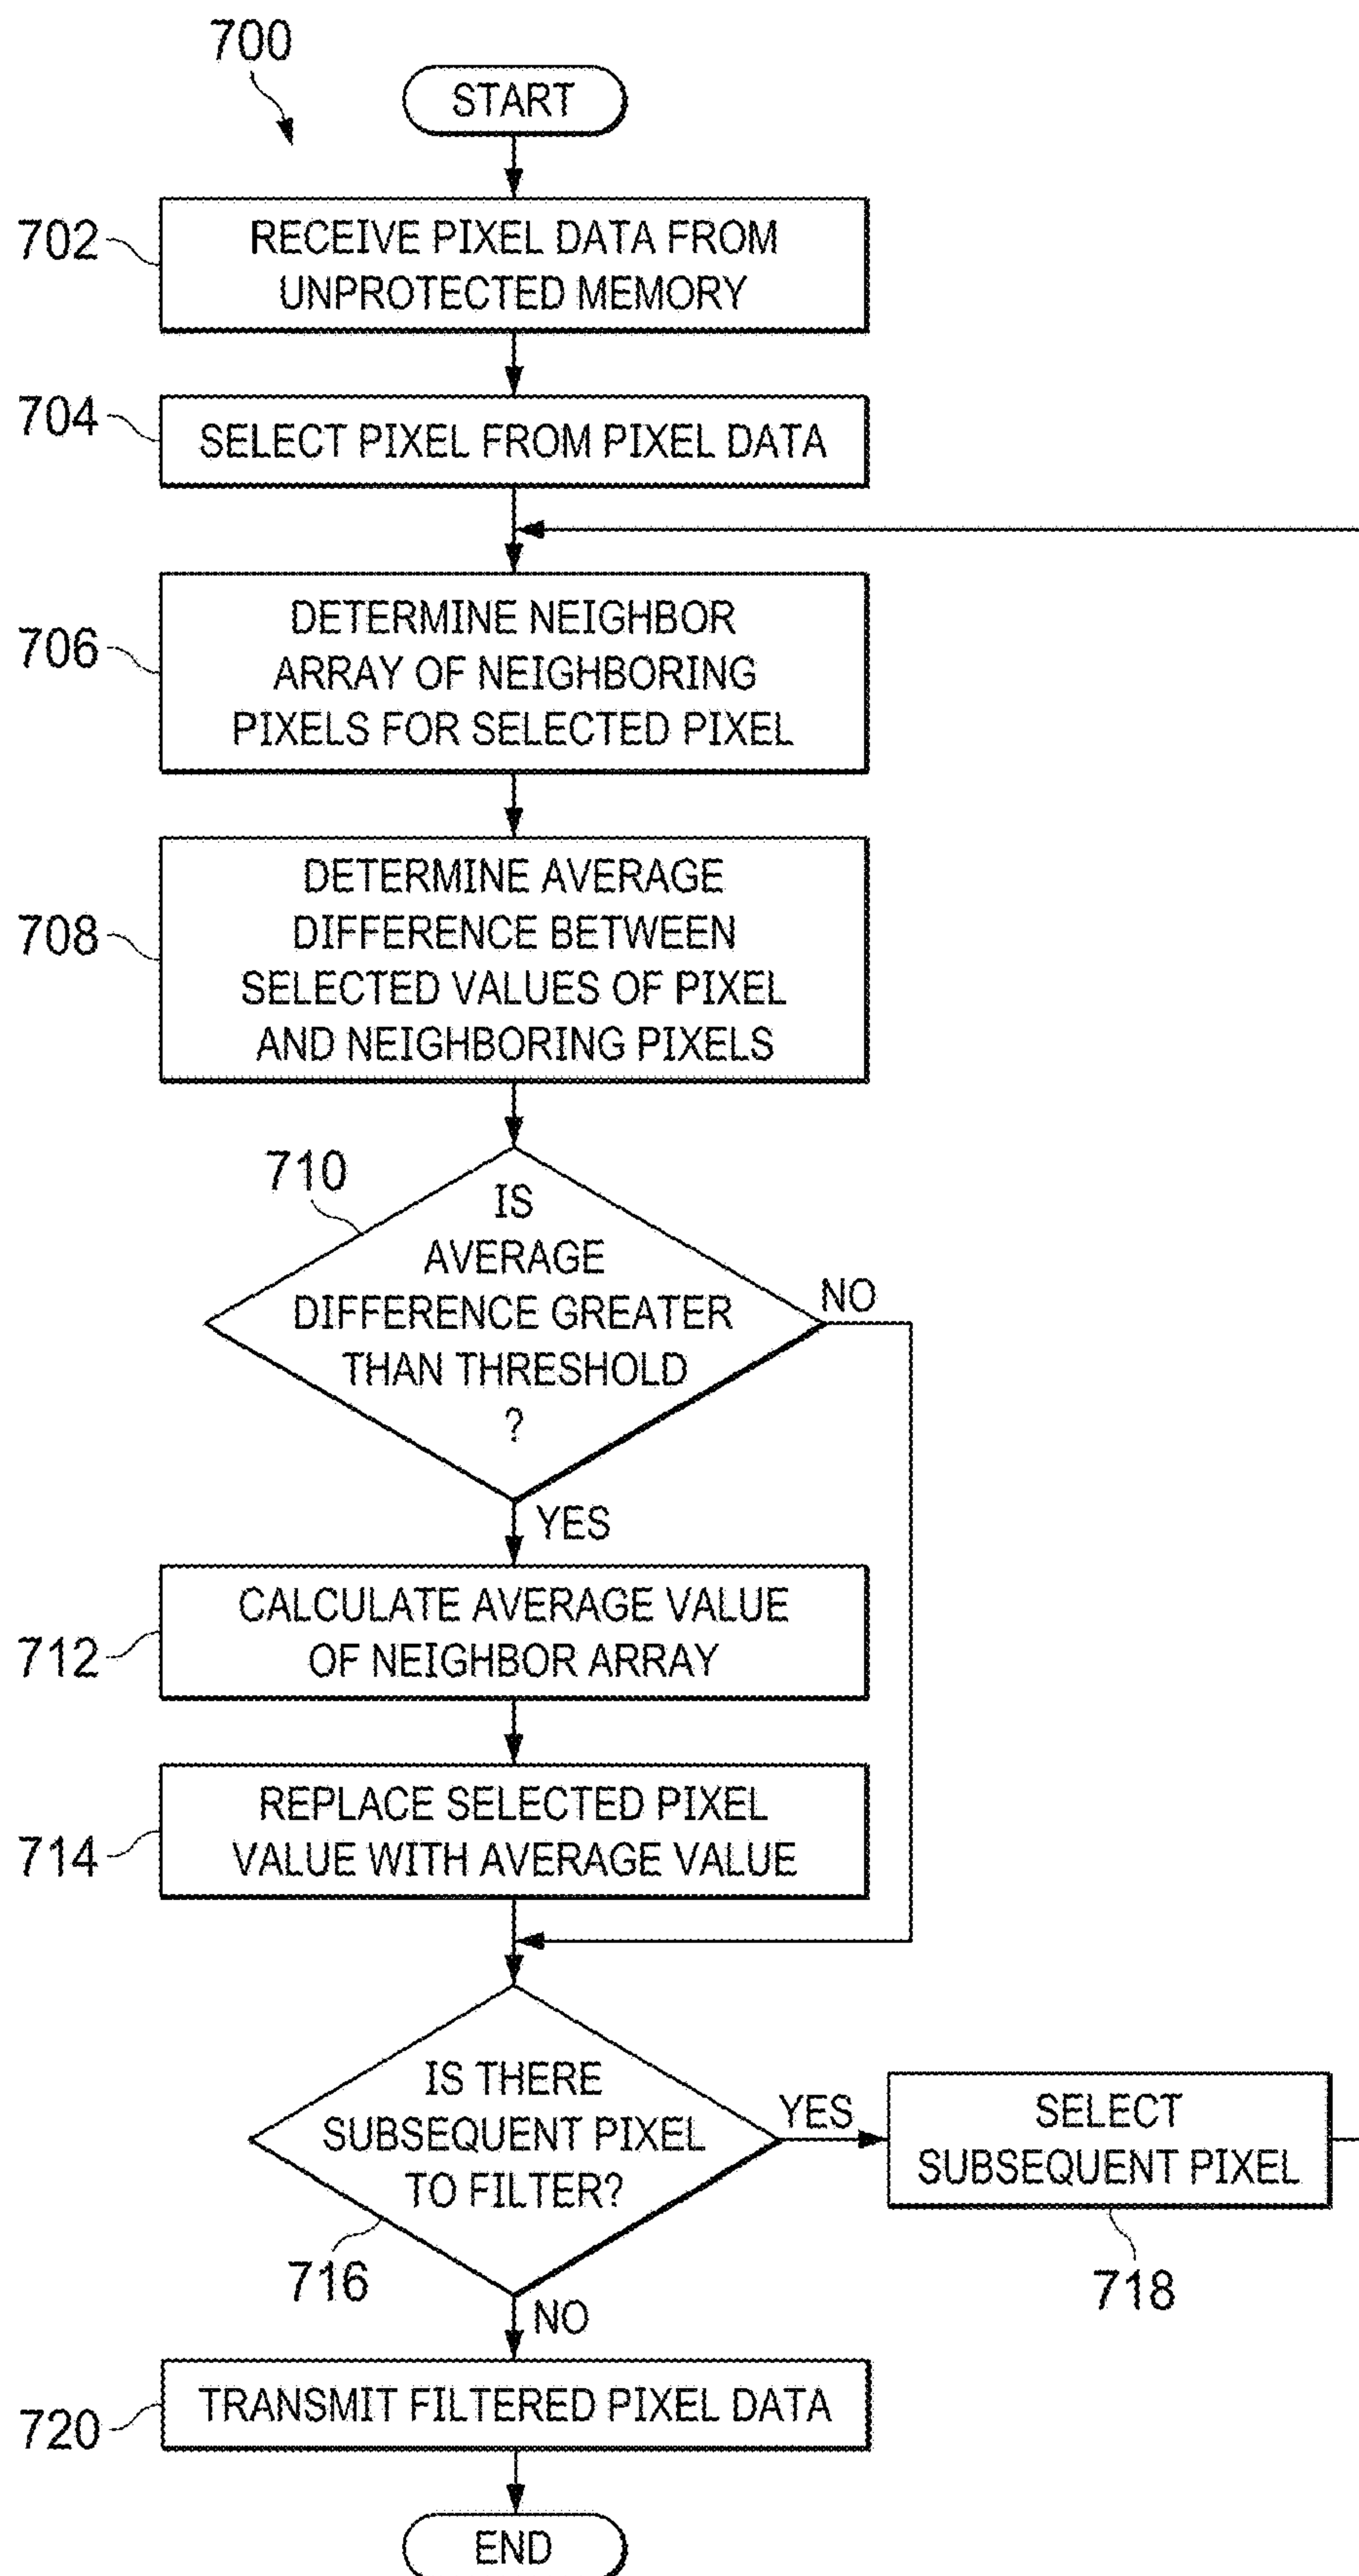 700
START
702
RECEIVE PIXEL DATA FROM
UNPROTECTED MEMORY
704
SELECT PIXEL FROM PIXEL DATA
706
DETERMINE NEIGHBOR
ARRAY OF NEIGHBORING
PIXELS FOR SELECTED PIXEL
708
DETERMINE AVERAGE
DIFFERENCE BETWEEN
SELECTED VALUES OF PIXEL
AND NEIGHBORING PIXELS
710
IS
AVERAGE
DIFFERENCE GREATER
THAN THRESHOLD
?
NO
YES
712
CALCULATE AVERAGE VALUE
OF NEIGHBOR ARRAY
714
REPLACE SELECTED PIXEL
VALUE WITH AVERAGE VALUE
IS THERE
SUBSEQUENT PIXEL
TO FILTER?
716
YES
SELECT
SUBSEQUENT PIXEL
718
NO
720
TRANSMIT FILTERED PIXEL DATA
END